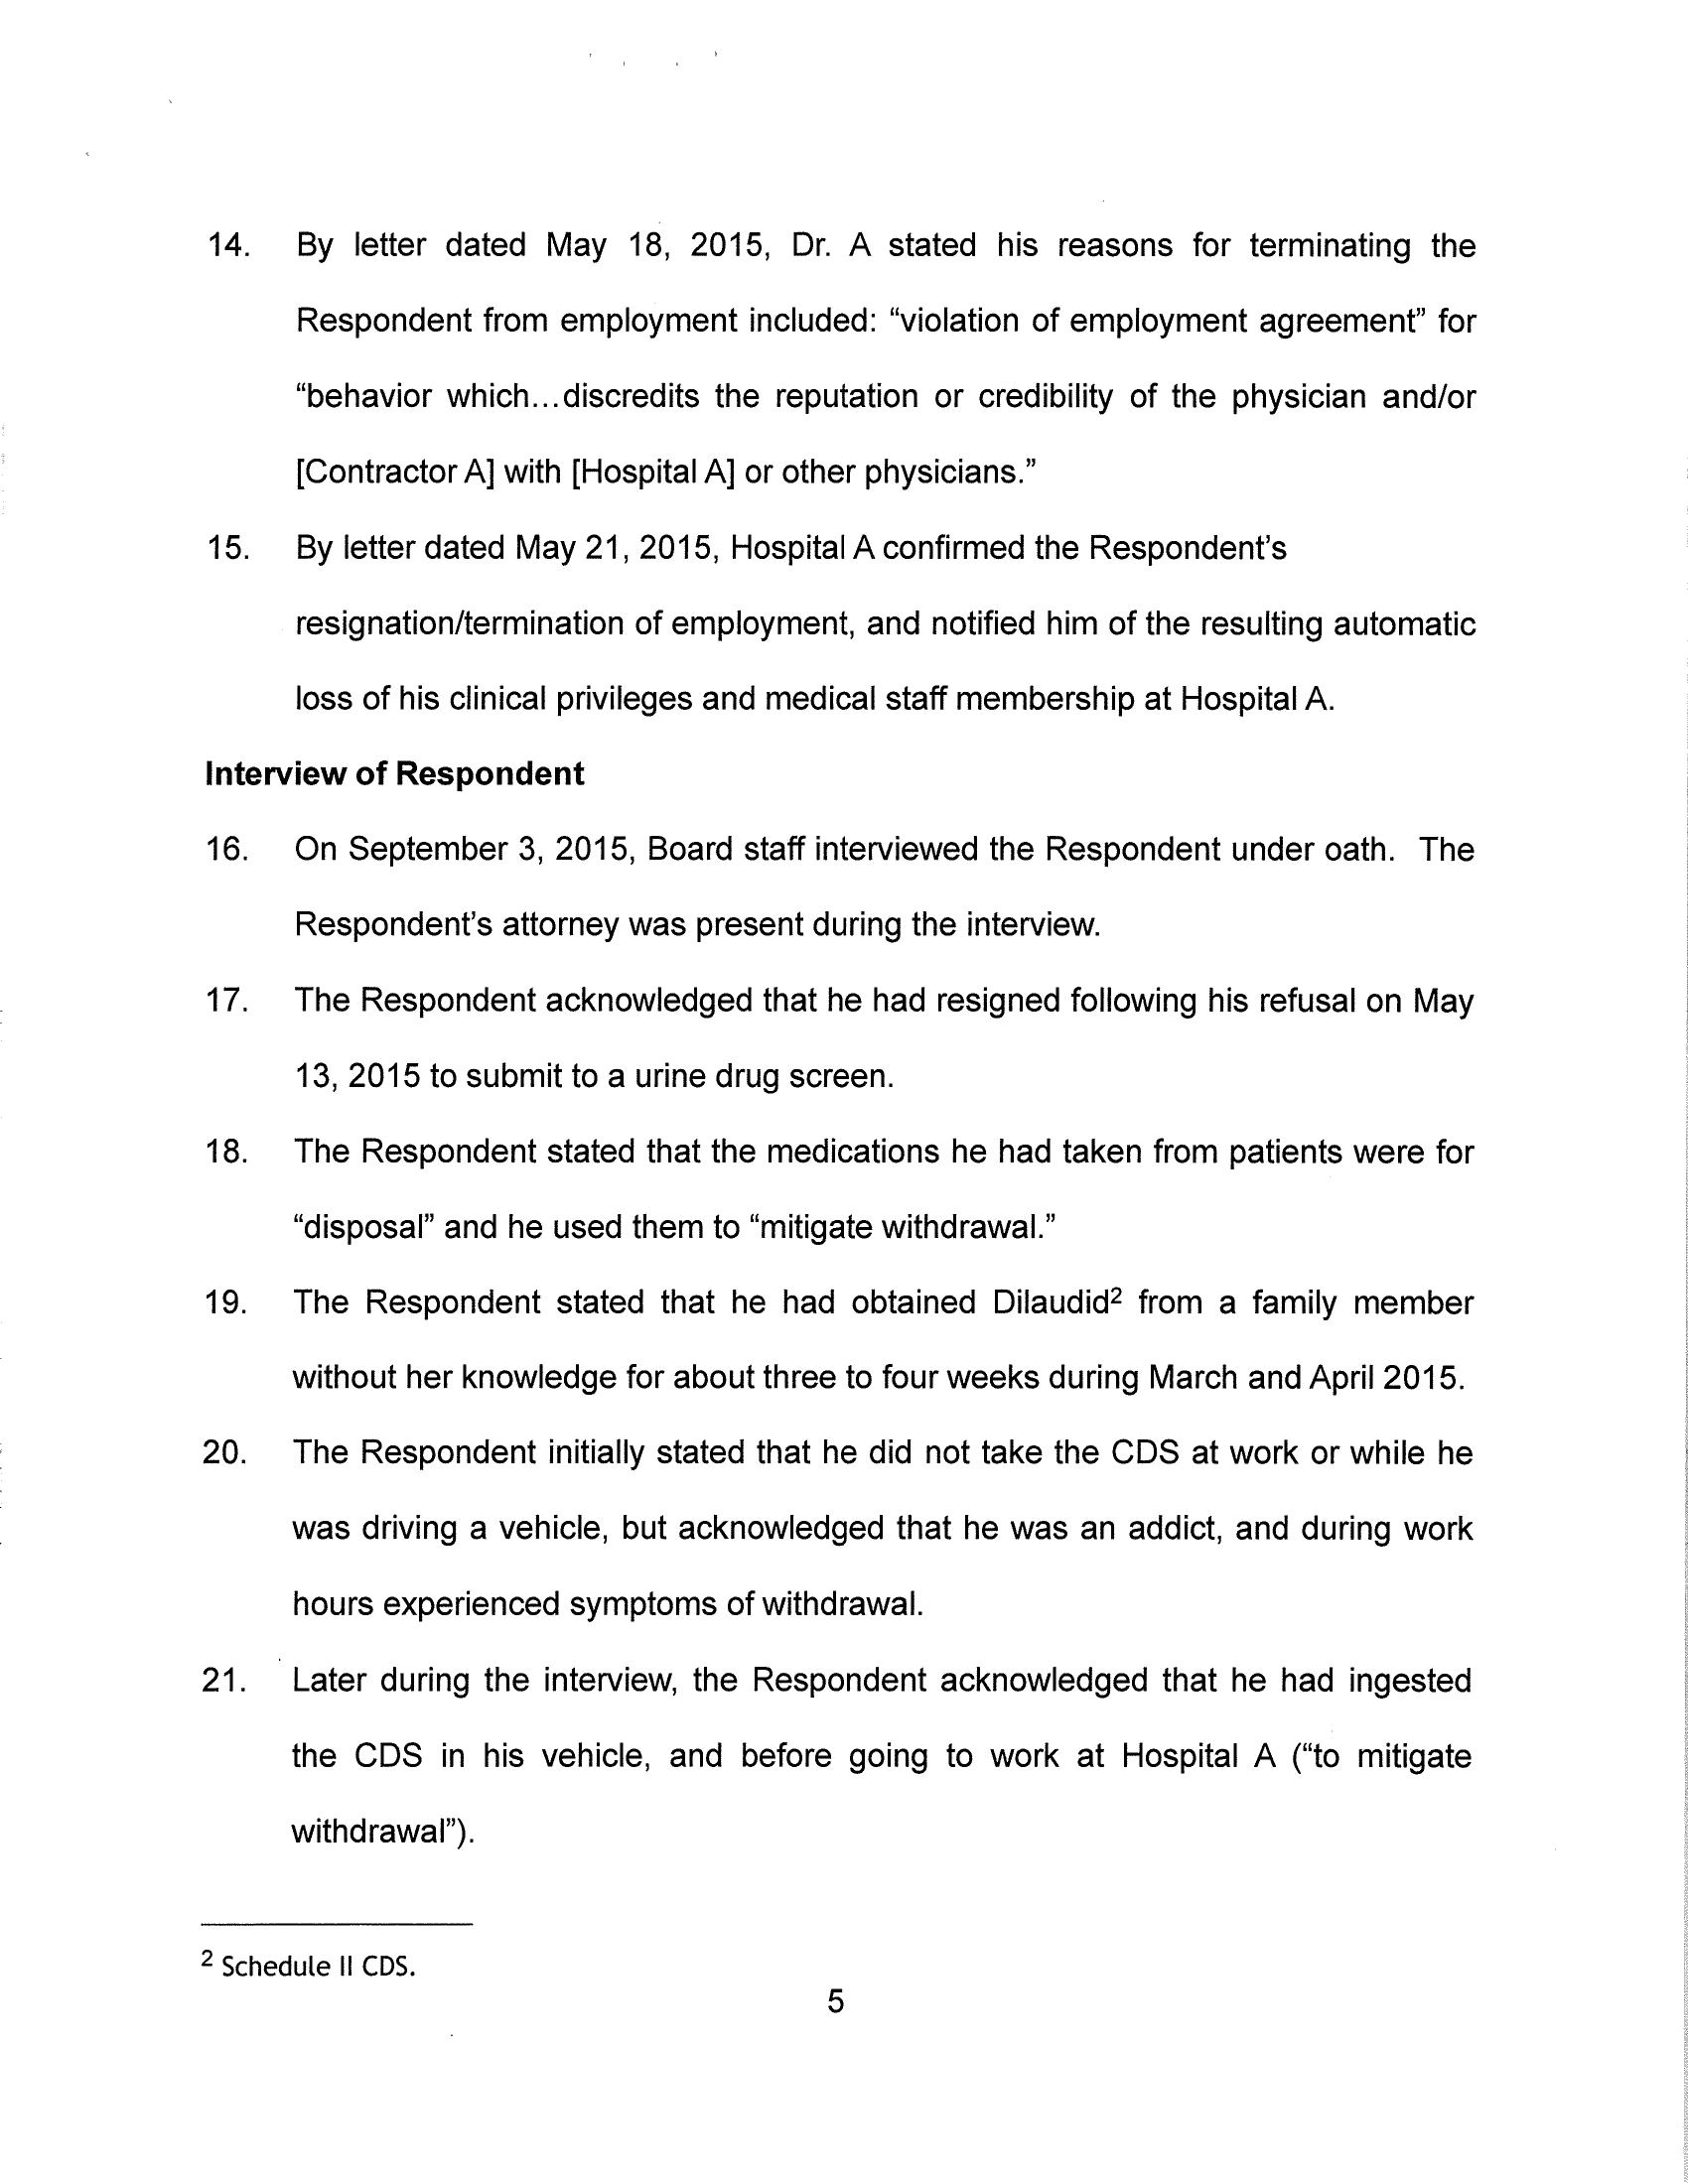 14. By letter dated May 18, 2015, Dr. A stated his reasons for terminating the
Respondent from employment included: “violation of employment agreement” for
“behavior which...discredits the reputation or credibility of the physician and/or
[Contractor A] with [Hospital A] or other physicians.”
15. By letter dated May 21, 2015, Hospital A confirmed the Respondent’s
resignation/termination of employment, and notified him of the resulting automatic
loss of his clinical privileges and medical staff membership at Hospital A.
Interview of Respondent
16. On September 3, 2015, Board staff interviewed the Respondent under oath. The
Respondent’s attorney was present during the interview.
17. The Respondent acknowledged that he had resigned following his refusal on May
13, 2015 to submit to a urine drug screen.
18. The Respondent stated that the medications he had taken from patients were for
“disposal” and he used them to “mitigate withdrawal.”
19. The Respondent stated that he had obtained Dilaudid2 from a family member
without her knowledge for about three to four weeks during March and April 2015.
20. The Respondent initially stated that he did not take the CDS at work or while he
was driving a vehicle, but acknowledged that he was an addict, and during work
hours experienced symptoms of withdrawal.
21. Later during the interview, the Respondent acknowledged that he had ingested
the CDS in his vehicle, and before going to work at Hospital A (“to mitigate
withdrawal”).
2 Schedule II CDS.
5